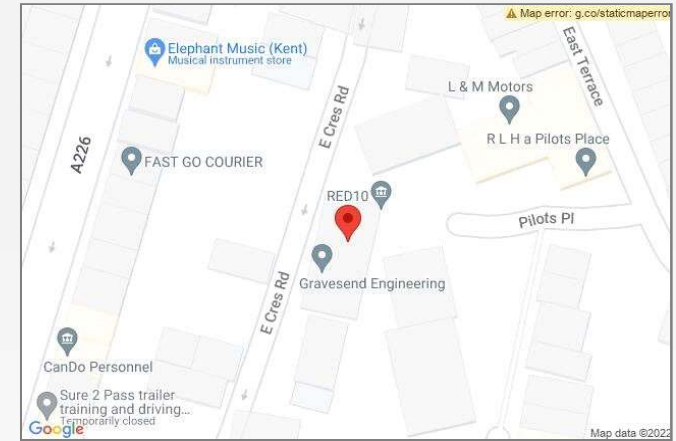 Map error: g.co/staticmaperror
Elephant Music (Kent)
Musical instrument store
East Terrace
L & M Motors
E Cres Rd
A226
R L H a Pilots Place
FAST GO COURIER
RED10
Pilots Pl
Gravesend Engineering
E Cres Rd
CanDo Personnel
Sure 2 Pass trailer
training and driving...
Temporarily closed
Google
Map data ©2022